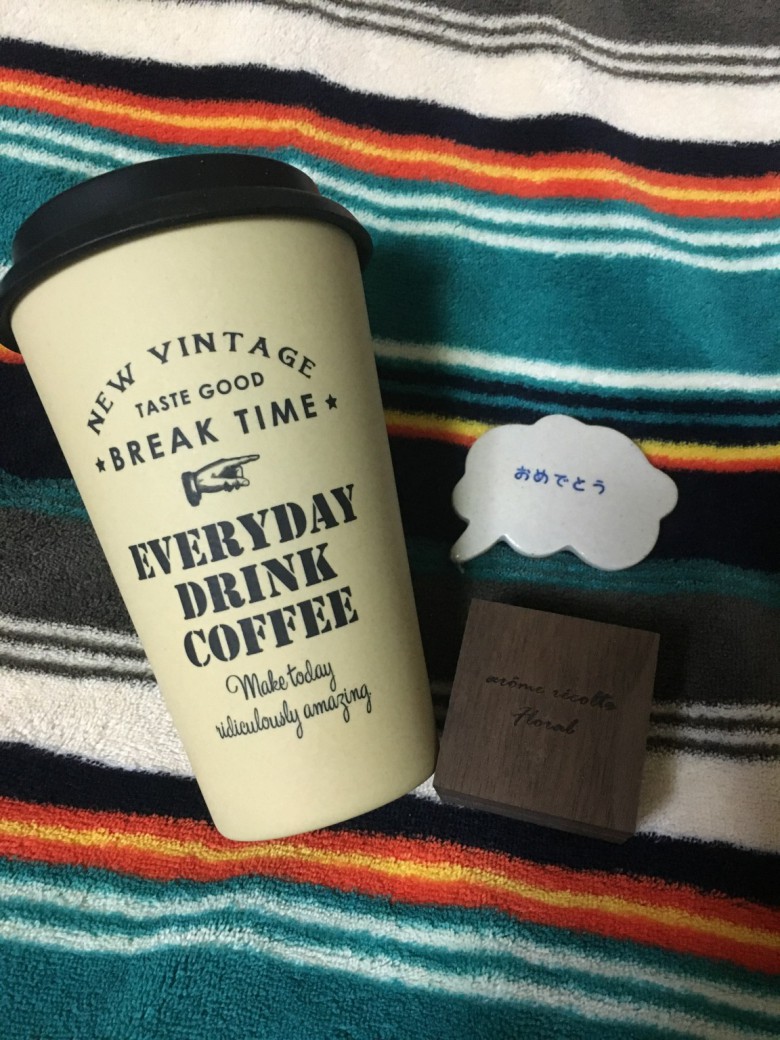 NEW VINTAGE
TASTE GOOD
★BREAK TIME★
EVERYDAY
DRINK
COFFEE
Make today
ridiculously amazing.
おめでとう
arôme récolte
Floral